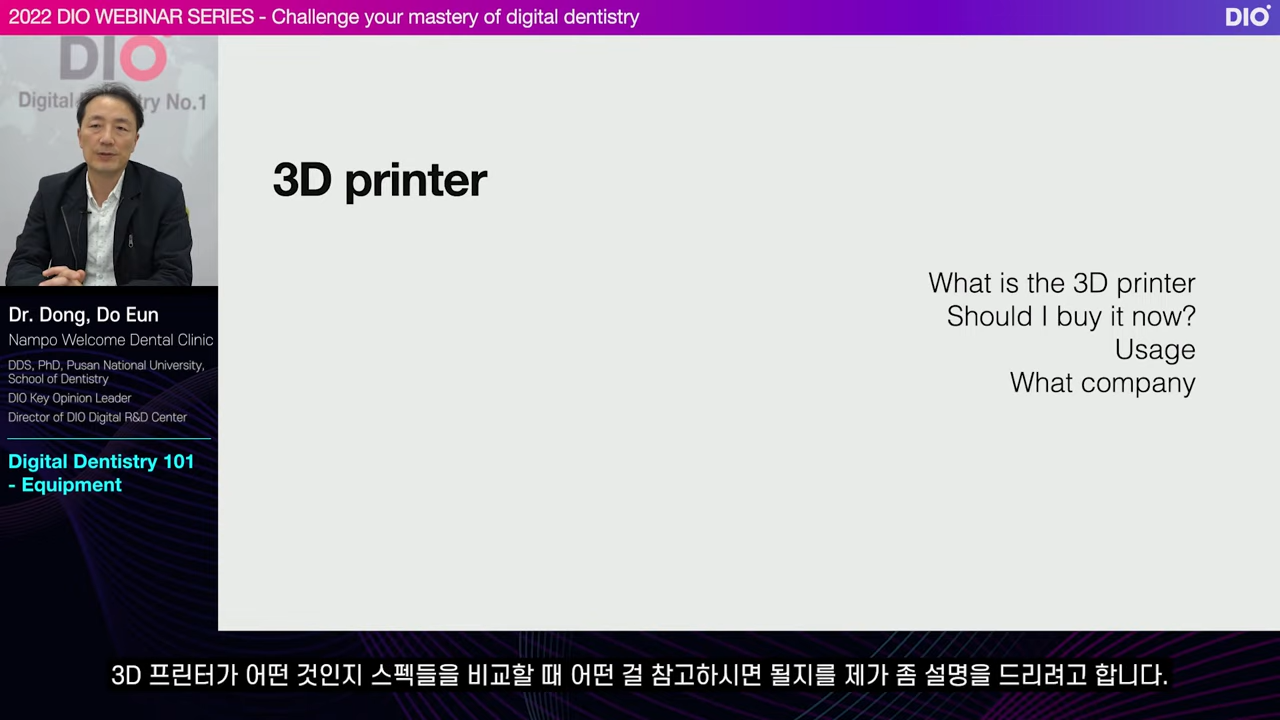 2022 DIO WEBINAR SERIES - Challenge your mastery of digital dentistry
DIO
DIO
Digital ry No.1
3D printer
What is the 3D printer
Should I buy it now?
Usage
What company
Dr. Dong, Do Eun
Nampo Welcome Dental Clinic
DDS, PhD, Pusan National University,
School of Dentistry
DIO Key Opinion Leader
Director of DIO Digital R&D Center
Digital Dentistry 101
- Equipment
3D 프린터가 어떤 것인지 스펙들을 비교할 때 어떤 걸 참고하시면 될지를 제가 좀 설명을 드리려고 합니다.